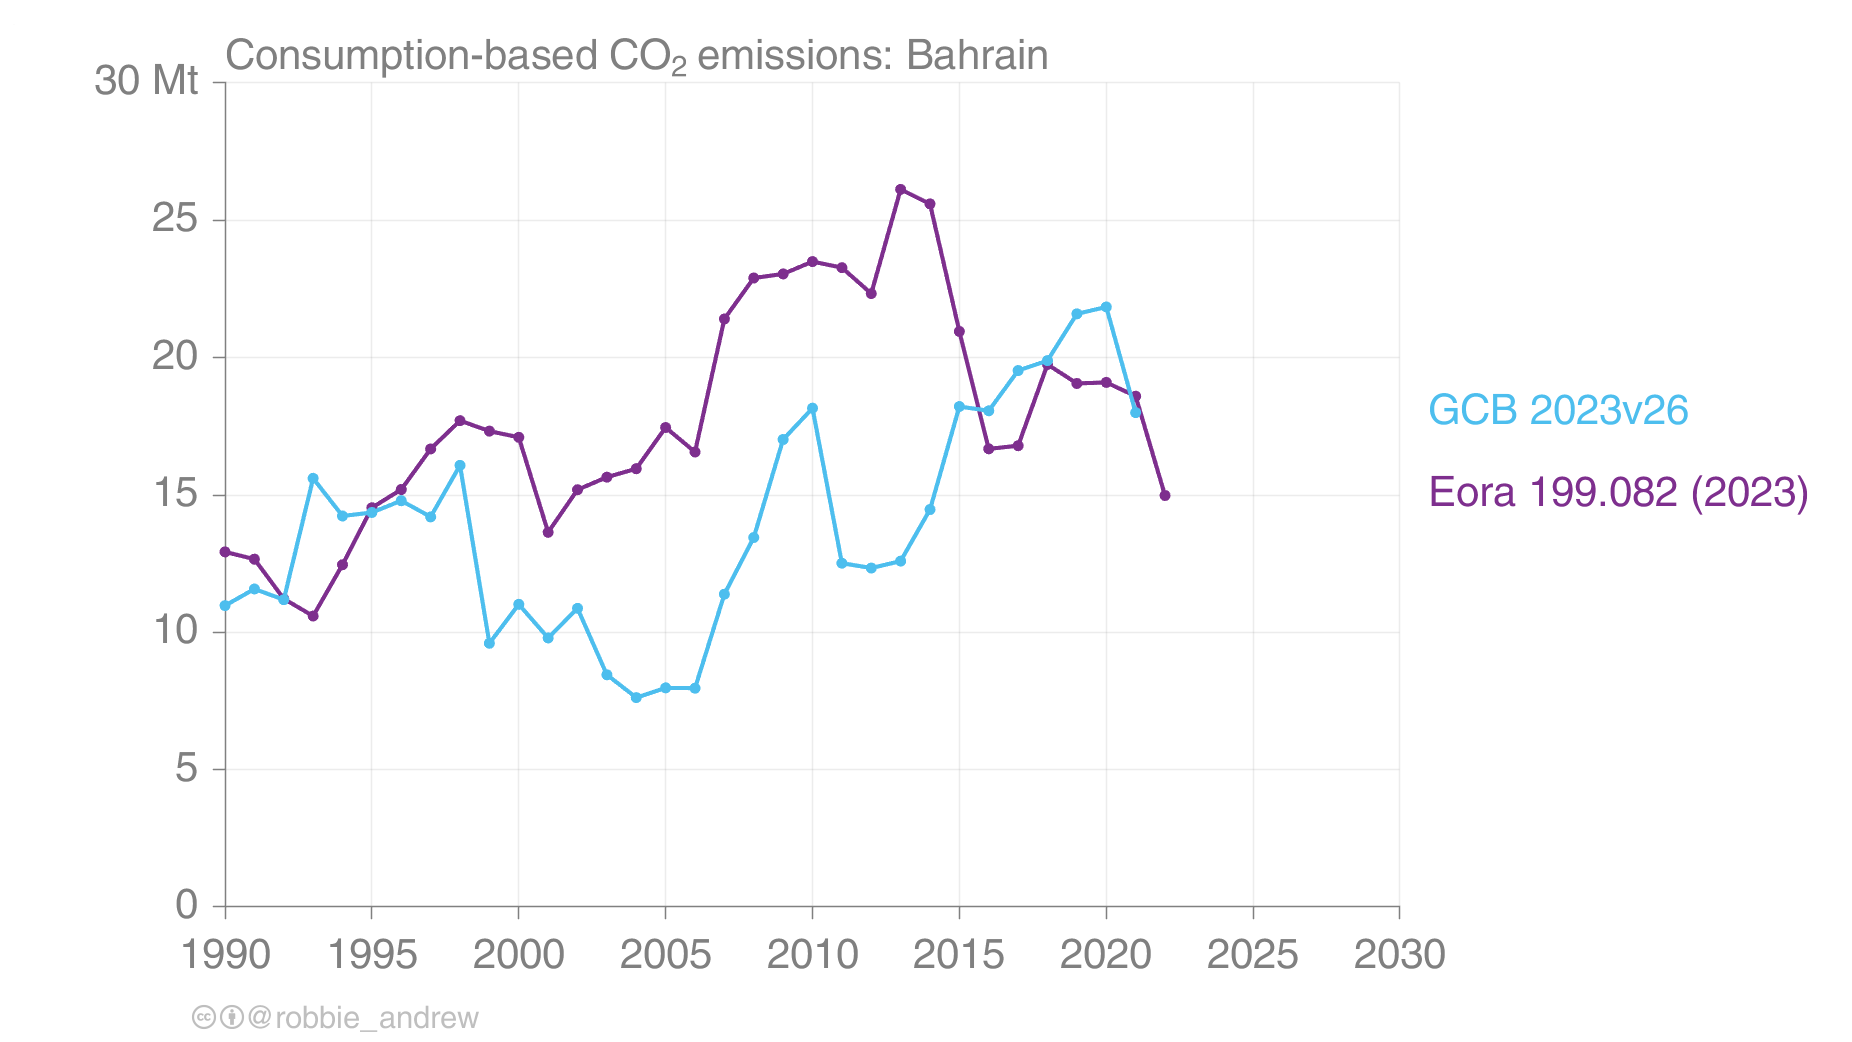 Consumption-based CO₂ emissions: Bahrain
30 Mt
25
20
15
10
5
0
1990 1995 2000 2005 2010 2015 2020 2025 2030
GCB 2023v26
Eora 199.082 (2023)
cc @robbie_andrew